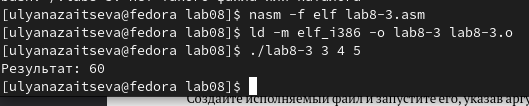 [ulyanazaitseva@fedora lab08]$ nasm -f elf lab8-3.asm
[ulyanazaitseva@fedora lab08]$ ld -m elf_i386 -o lab8-3 lab8-3.o
[ulyanazaitseva@fedora lab08]$ ./lab8-3 3 4 5
Результат: 60
[ulyanazaitseva@fedora lab08]$
Создайте исполняемый файл и запустите его, указав